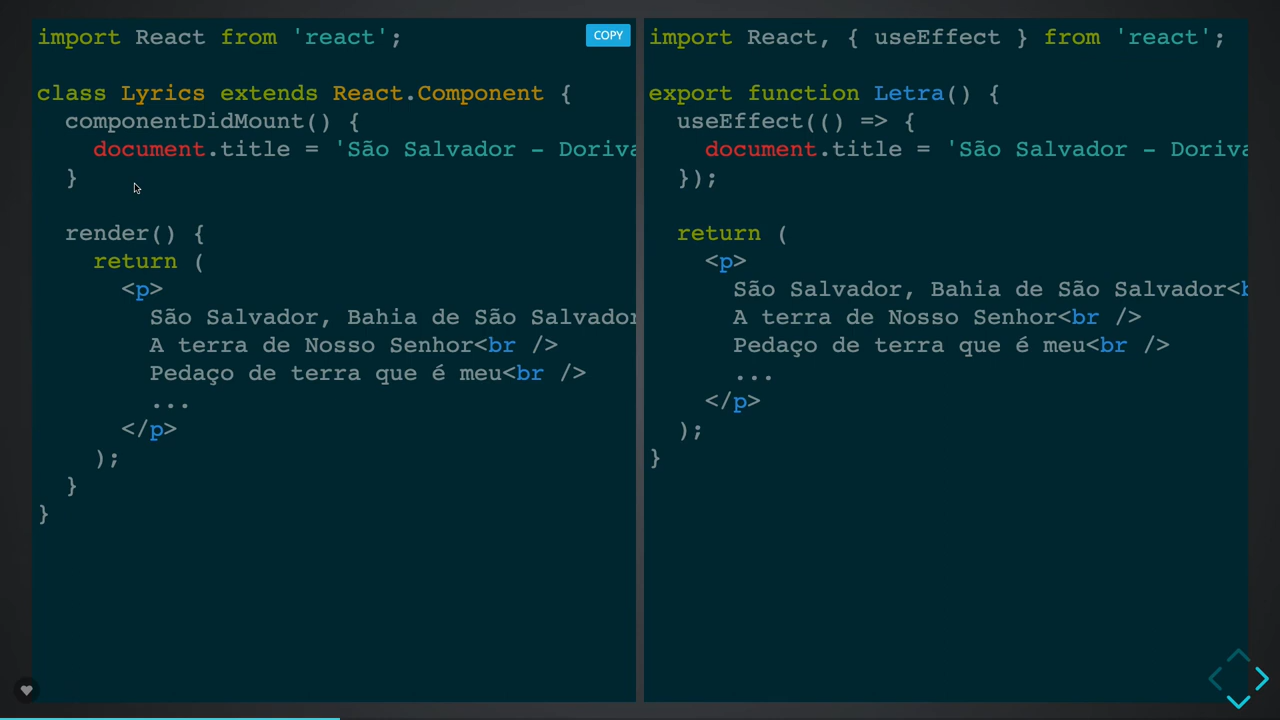 import React from 'react';
COPY
class Lyrics extends React.Component {
  componentDidMount() {
    document.title = 'São Salvador - Doriva
  }
  render() {
    return (
      <p>
        São Salvador, Bahia de São Salvador
        A terra de Nosso Senhor<br />
        Pedaço de terra que é meu<br />
        ...
      </p>
    );
  }
}
import React, { useEffect } from 'react';
export function Letra() {
  useEffect(() => {
    document.title = 'São Salvador - Doriva
  });
  return (
    <p>
      São Salvador, Bahia de São Salvador<b
      A terra de Nosso Senhor<br />
      Pedaço de terra que é meu<br />
      ...
    </p>
  );
}